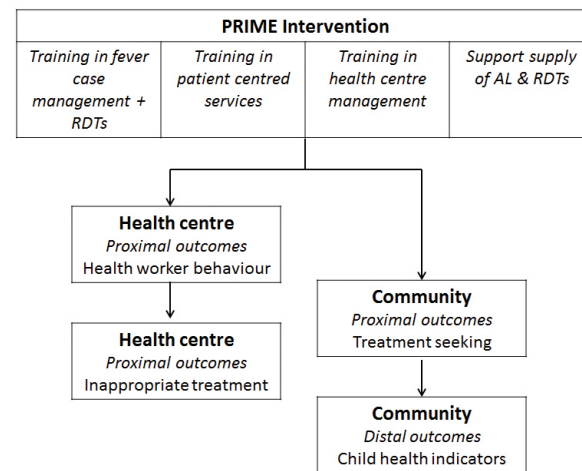 PRIME Intervention
Training in fever
case
management +
RDTs
Training in
patient centred
services
Training in
health centre
management
Support supply
of AL & RDTs
Health centre
Proximal outcomes
Health worker behaviour
Health centre
Proximal outcomes
Inappropriate treatment
Community
Proximal outcomes
Treatment seeking
Community
Distal outcomes
Child health indicators